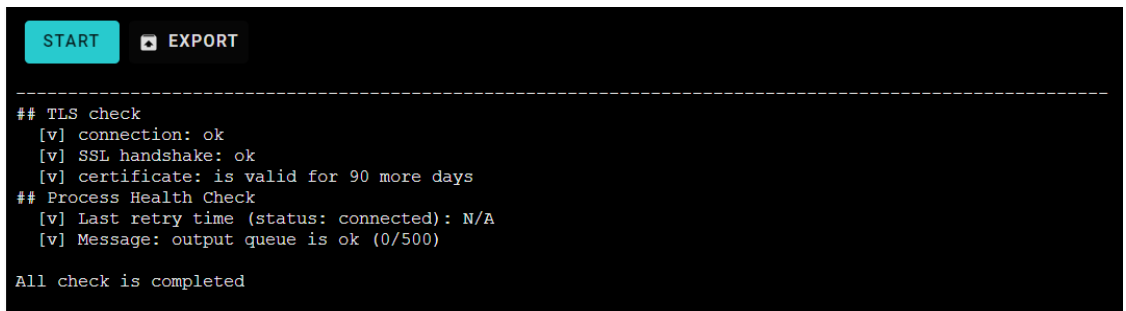 START EXPORT
---------------------------------------------------------------------------------------------------------
## TLS check
[v] connection: ok
[v] SSL handshake: ok
[v] certificate: is valid for 90 more days
## Process Health Check
[v] Last retry time (status: connected): N/A
[v] Message: output queue is ok (0/500)
All check is completed